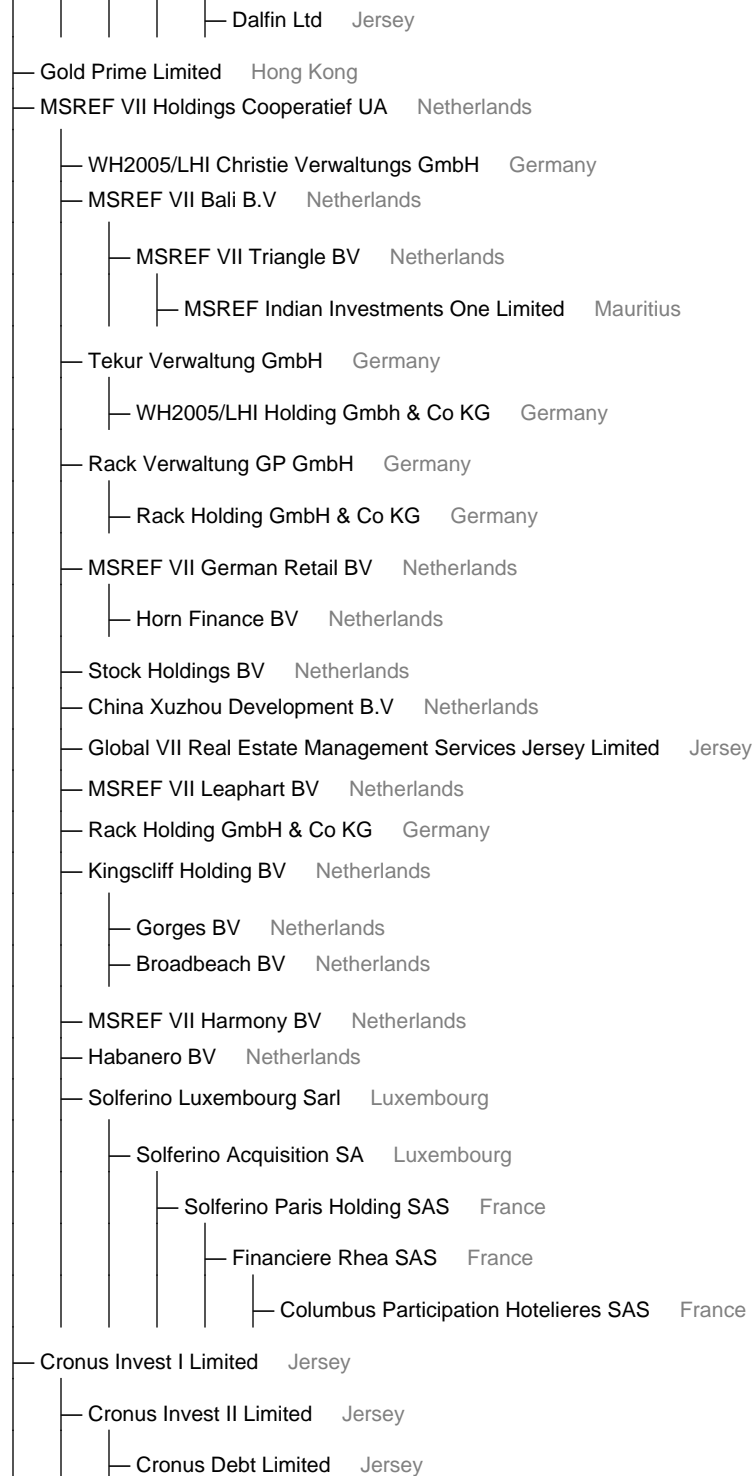 Dalfin Ltd Jersey
Gold Prime Limited Hong Kong
MSREF VII Holdings Cooperatief UA Netherlands
WH2005/LHI Christie Verwaltungs GmbH Germany
MSREF VII Bali B.V Netherlands
MSREF VII Triangle BV Netherlands
MSREF Indian Investments One Limited Mauritius
Tekur Verwaltung GmbH Germany
WH2005/LHI Holding Gmbh & Co KG Germany
Rack Verwaltung GP GmbH Germany
Rack Holding GmbH & Co KG Germany
MSREF VII German Retail BV Netherlands
Horn Finance BV Netherlands
Stock Holdings BV Netherlands
China Xuzhou Development B.V Netherlands
Global VII Real Estate Management Services Jersey Limited Jersey
MSREF VII Leaphart BV Netherlands
Rack Holding GmbH & Co KG Germany
Kingscliff Holding BV Netherlands
Gorges BV Netherlands
Broadbeach BV Netherlands
MSREF VII Harmony BV Netherlands
Habanero BV Netherlands
Solferino Luxembourg Sarl Luxembourg
Solferino Acquisition SA Luxembourg
Solferino Paris Holding SAS France
Financiere Rhea SAS France
Columbus Participation Hotelieres SAS France
Cronus Invest I Limited Jersey
Cronus Invest II Limited Jersey
Cronus Debt Limited Jersey